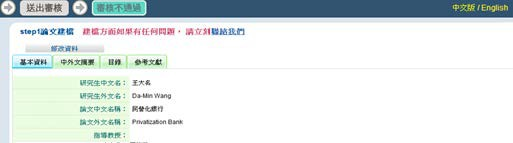 送出審核 審核不通過 中文版 / English
step1論文建檔 建檔方面如果有任何問題，請立刻聯絡我們
修改資料
基本資料 中外文摘要 目錄 參考文獻
研究生中文名： 王大名
研究生外文名： Da-Min Wang
論文中文名稱： 民營化銀行
論文外文名稱： Privatization Bank
指導教授：